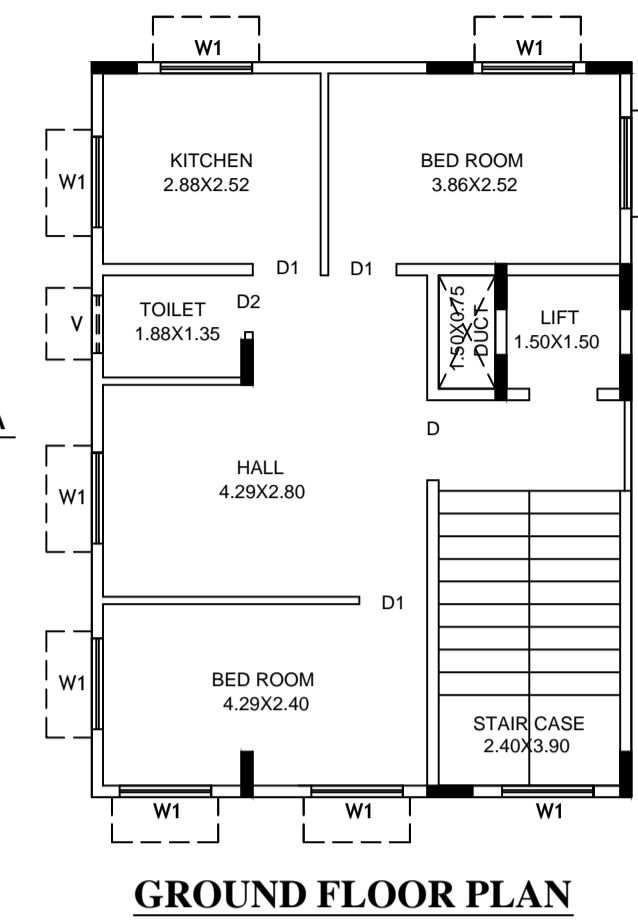 W1
W1
KITCHEN
2.88X2.52
BED ROOM
3.86X2.52
W1
D1
D1
TOILET
1.88X1.35
D2
V
1.50X0.75
DUCT
LIFT
1.50X1.50
A
D
HALL
4.29X2.80
W1
D1
BED ROOM
4.29X2.40
W1
STAIR CASE
2.40X3.90
W1
W1
W1
GROUND FLOOR PLAN